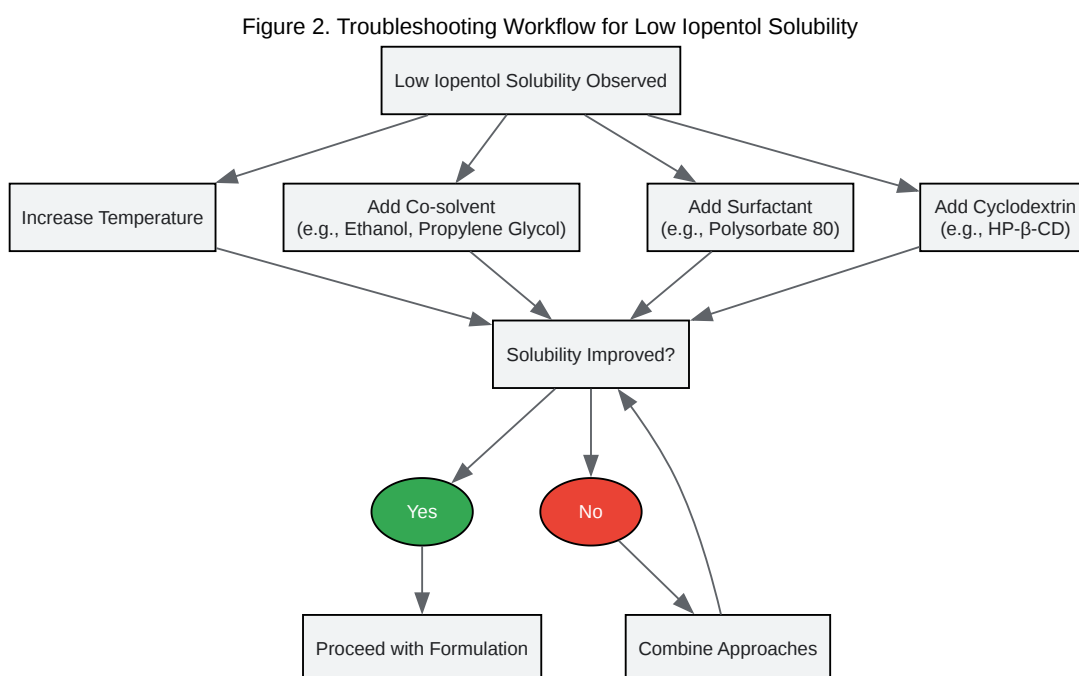 Figure 2. Troubleshooting Workflow for Low Iopentol Solubility
Low Iopentol Solubility Observed
Increase Temperature
Add Co-solvent
(e.g., Ethanol, Propylene Glycol)
Add Surfactant
(e.g., Polysorbate 80)
Add Cyclodextrin
(e.g., HP-β-CD)
Solubility Improved?
Yes
No
Proceed with Formulation
Combine Approaches